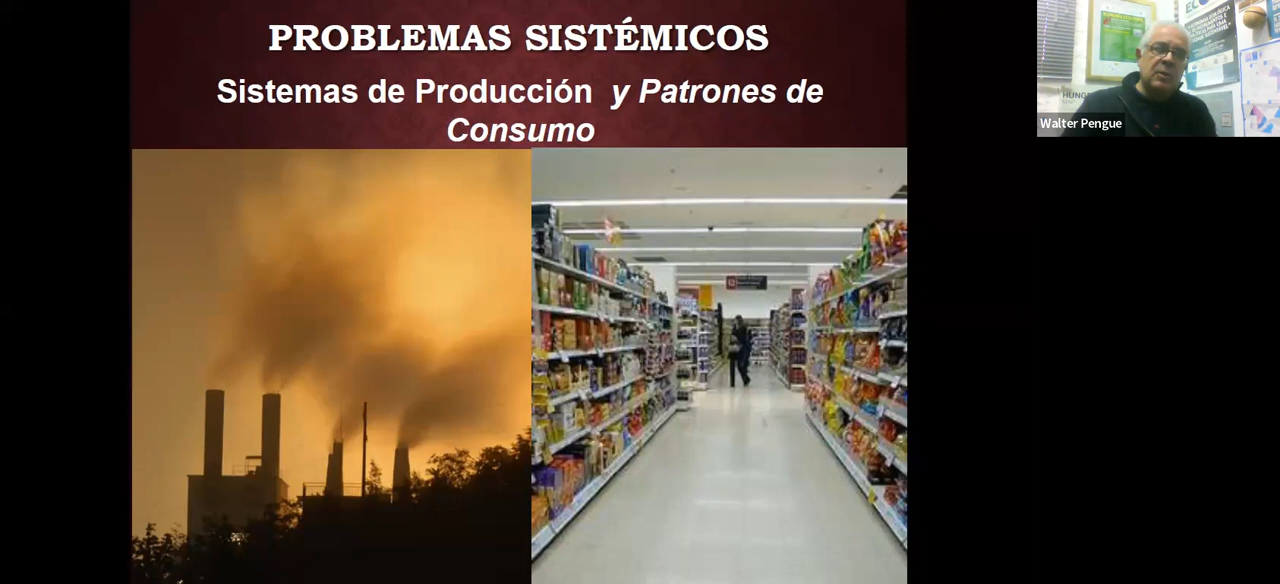 PROBLEMAS SISTÉMICOS
Sistemas de Producción y Patrones de
Consumo
Walter Pengue